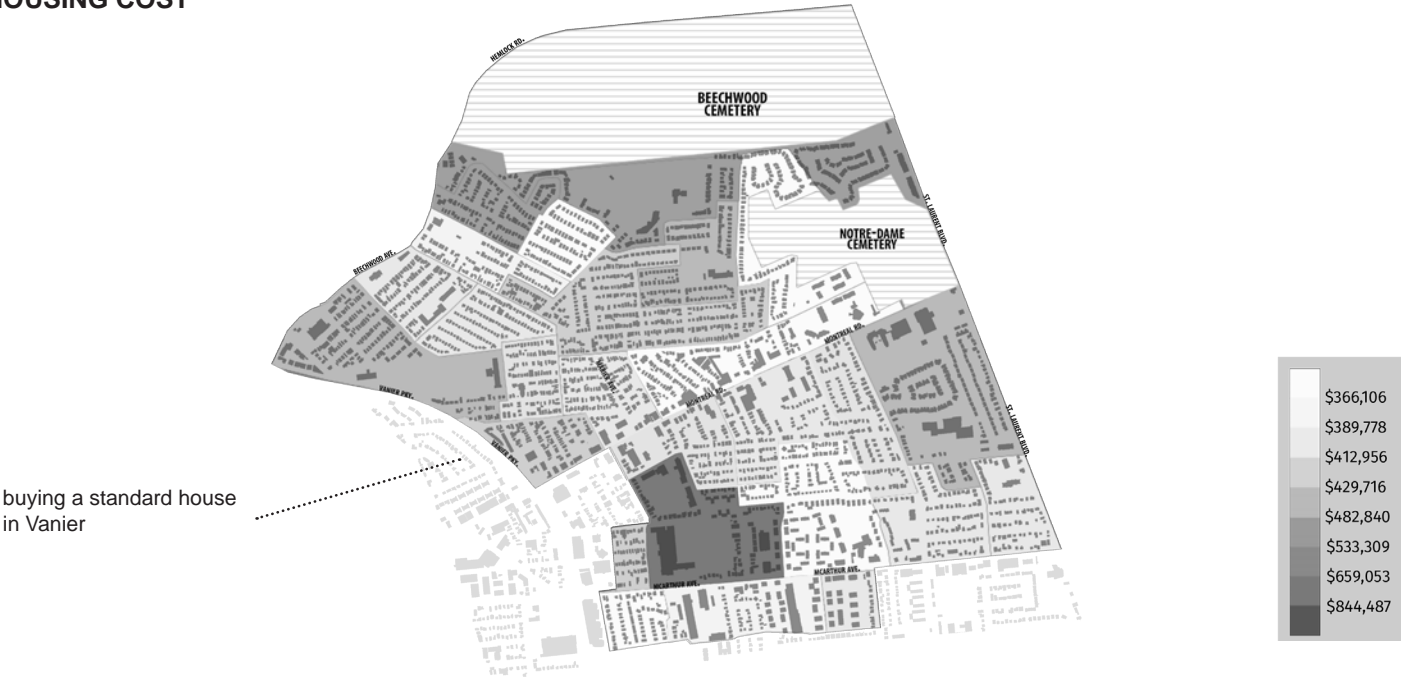 HOUSING COST
HEMLOCK RD.
BEECHWOOD
CEMETERY
ST. LAURENT BLVD.
NOTRE-DAME
CEMETERY
BEECHWOOD AVE.
MONTREAL RD.
VANIER PKY.
MONTREAL RD.
ST. LAURENT BLVD.
VANIER PKY.
buying a standard house
in Vanier
MCARTHUR AVE.
MCARTHUR AVE.
$366,106
$389,778
$412,956
$429,716
$482,840
$533,309
$659,053
$844,487